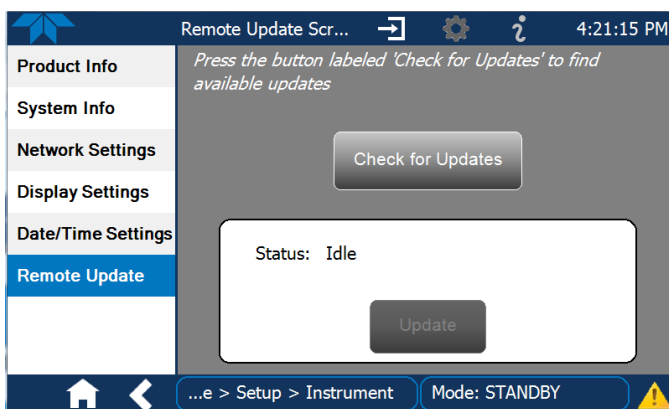 Remote Update Scr...
4:21:15 PM
Product Info
System Info
Network Settings
Display Settings
Date/Time Settings
Remote Update
Press the button labeled 'Check for Updates' to find
available updates
Check for Updates
Status: Idle
Update
...e > Setup > Instrument
Mode: STANDBY